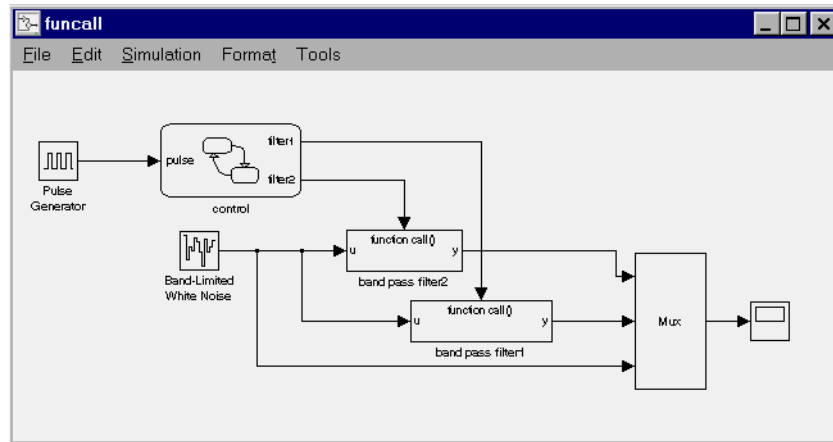 funcall
File Edit Simulation Format Tools
pulse
filter1
filter2
Pulse
Generator
control
function call()
u
y
band pass filter2
Band-Limited
White Noise
function call()
u
y
band pass filter1
Mux